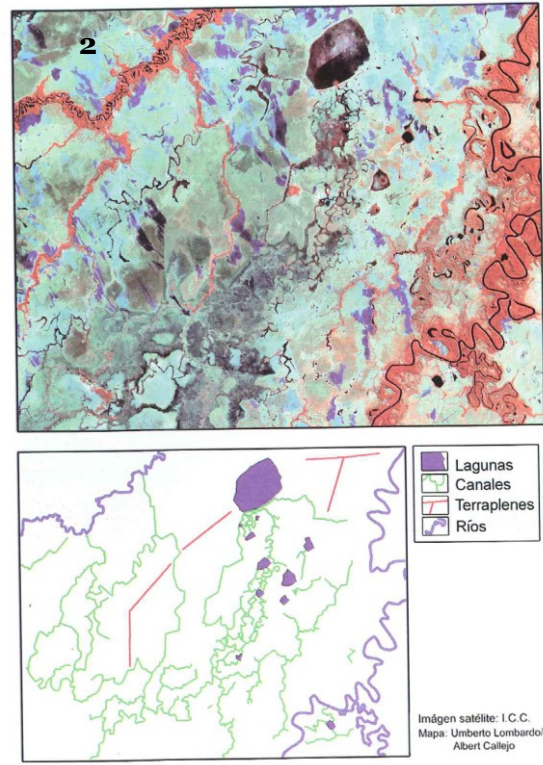 2
Lagunas
Canales
Terraplenes
Ríos
Imágen satélite: I.C.C.
Mapa: Umberto Lombardo/
Albert Callejo